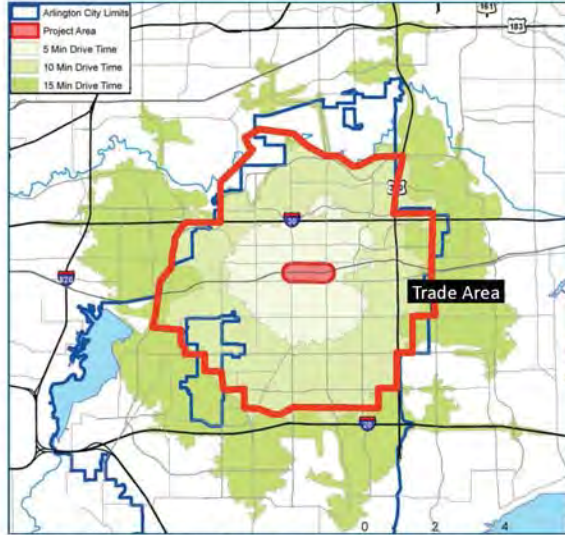 Arlington City Limits
Project Area
5 Min Drive Time
10 Min Drive Time
15 Min Drive Time
161
183
30
820
Trade Area
20
0 2 4